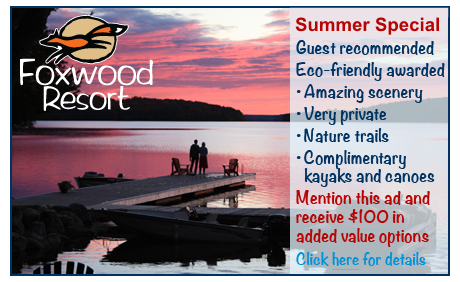 Foxwood
Resort
Summer Special
Guest recommended
Eco-friendly awarded
• Amazing scenery
• Very private
• Nature trails
• Complimentary
kayaks and canoes
Mention this ad and
receive $100 in
added value options
Click here for details